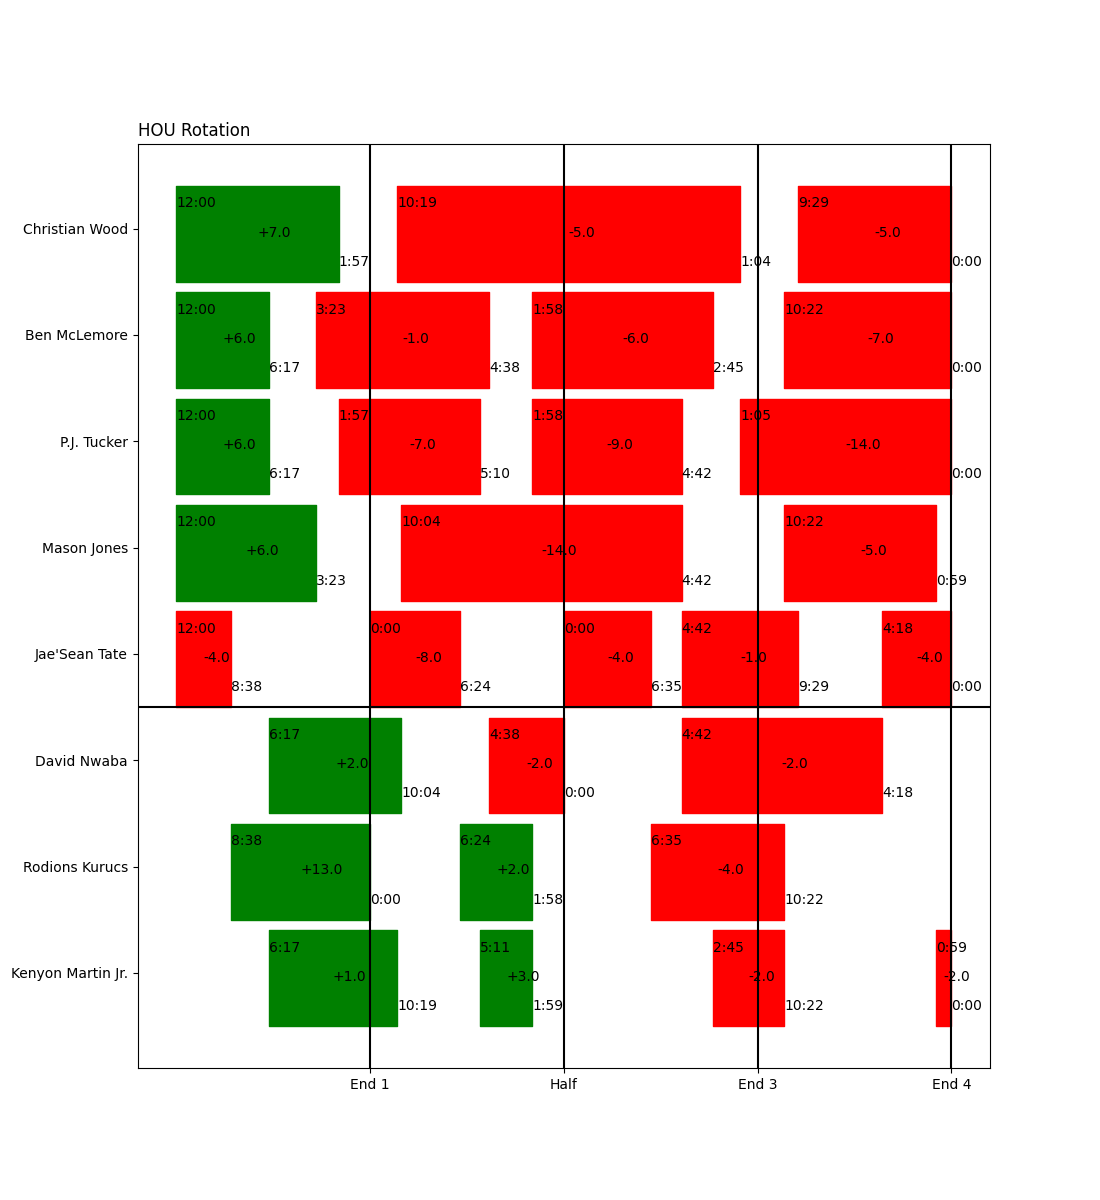 HOU Rotation
Christian Wood
12:00 +7.0 1:57 10:19 -5.0 1:04 9:29 -5.0 0:00
Ben McLemore
12:00 +6.0 6:17 3:23 -1.0 4:38 1:58 -6.0 2:45 10:22 -7.0 0:00
P.J. Tucker
12:00 +6.0 6:17 1:57 -7.0 5:10 1:58 -9.0 4:42 1:05 -14.0 0:00
Mason Jones
12:00 +6.0 3:23 10:04 -14.0 4:42 10:22 -5.0 0:59
Jae'Sean Tate
12:00 -4.0 8:38 0:00 -8.0 6:24 0:00 -4.0 6:35 4:42 -1.0 9:29 4:18 -4.0 0:00
David Nwaba
6:17 +2.0 10:04 4:38 -2.0 0:00 4:42 -2.0 4:18
Rodions Kurucs
8:38 +13.0 0:00 6:24 +2.0 1:58 6:35 -4.0 10:22
Kenyon Martin Jr.
6:17 +1.0 10:19 5:11 +3.0 1:59 2:45 -2.0 10:22 0:59 -2.0 0:00
End 1 Half End 3 End 4